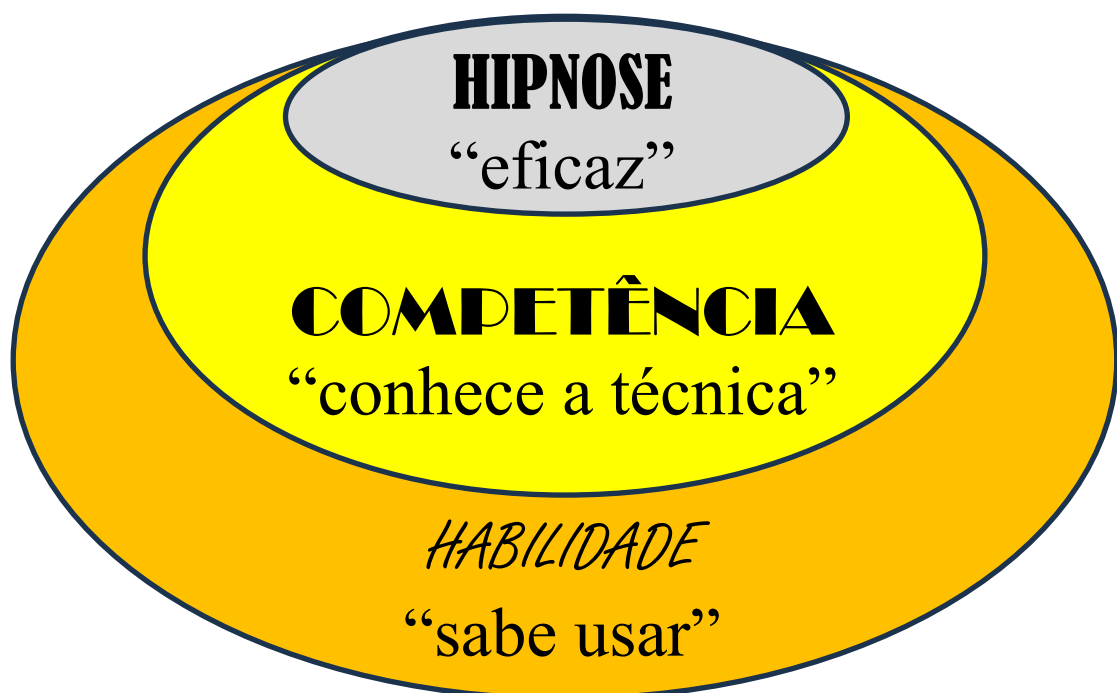 HIPNOSE
“eficaz”
COMPETÊNCIA
“conhece a técnica”
HABILIDADE
“sabe usar”